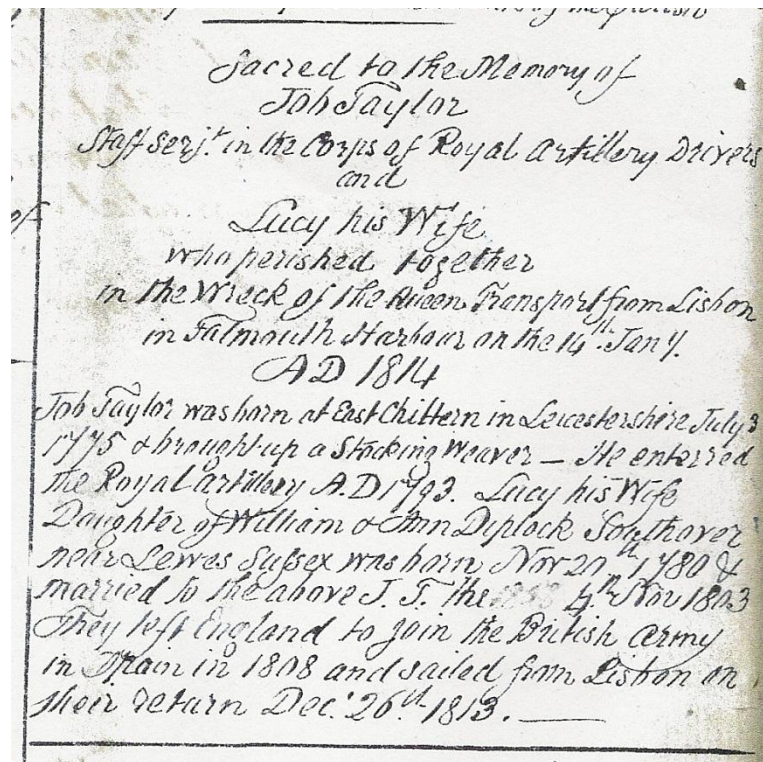 Sacred to the Memory of
Job Taylor
Staff Serjt. in the Corps of Royal Artillery Drivers
and
of
Lucy his Wife
who perished together
in the Wreck of the Queen Transport from Lisbon
in Falmouth Harbour on the 14th Jany.
AD 1814
Job Taylor was born at East Chittern in Leicestershire July 3
1775 & brought up a Stocking Weaver — He enterred
the Royal Artillery A.D 1793. Lucy his Wife
Daughter of William & Ann Diplock Southover
near Lewes Sussex was born Nov 20th 1780 &
married to the above J. T. the 4th Nov 1803
They left England to join the British Army
in Spain in 1808 and sailed from Lisbon on
their return Dec. 26th. 1813. —